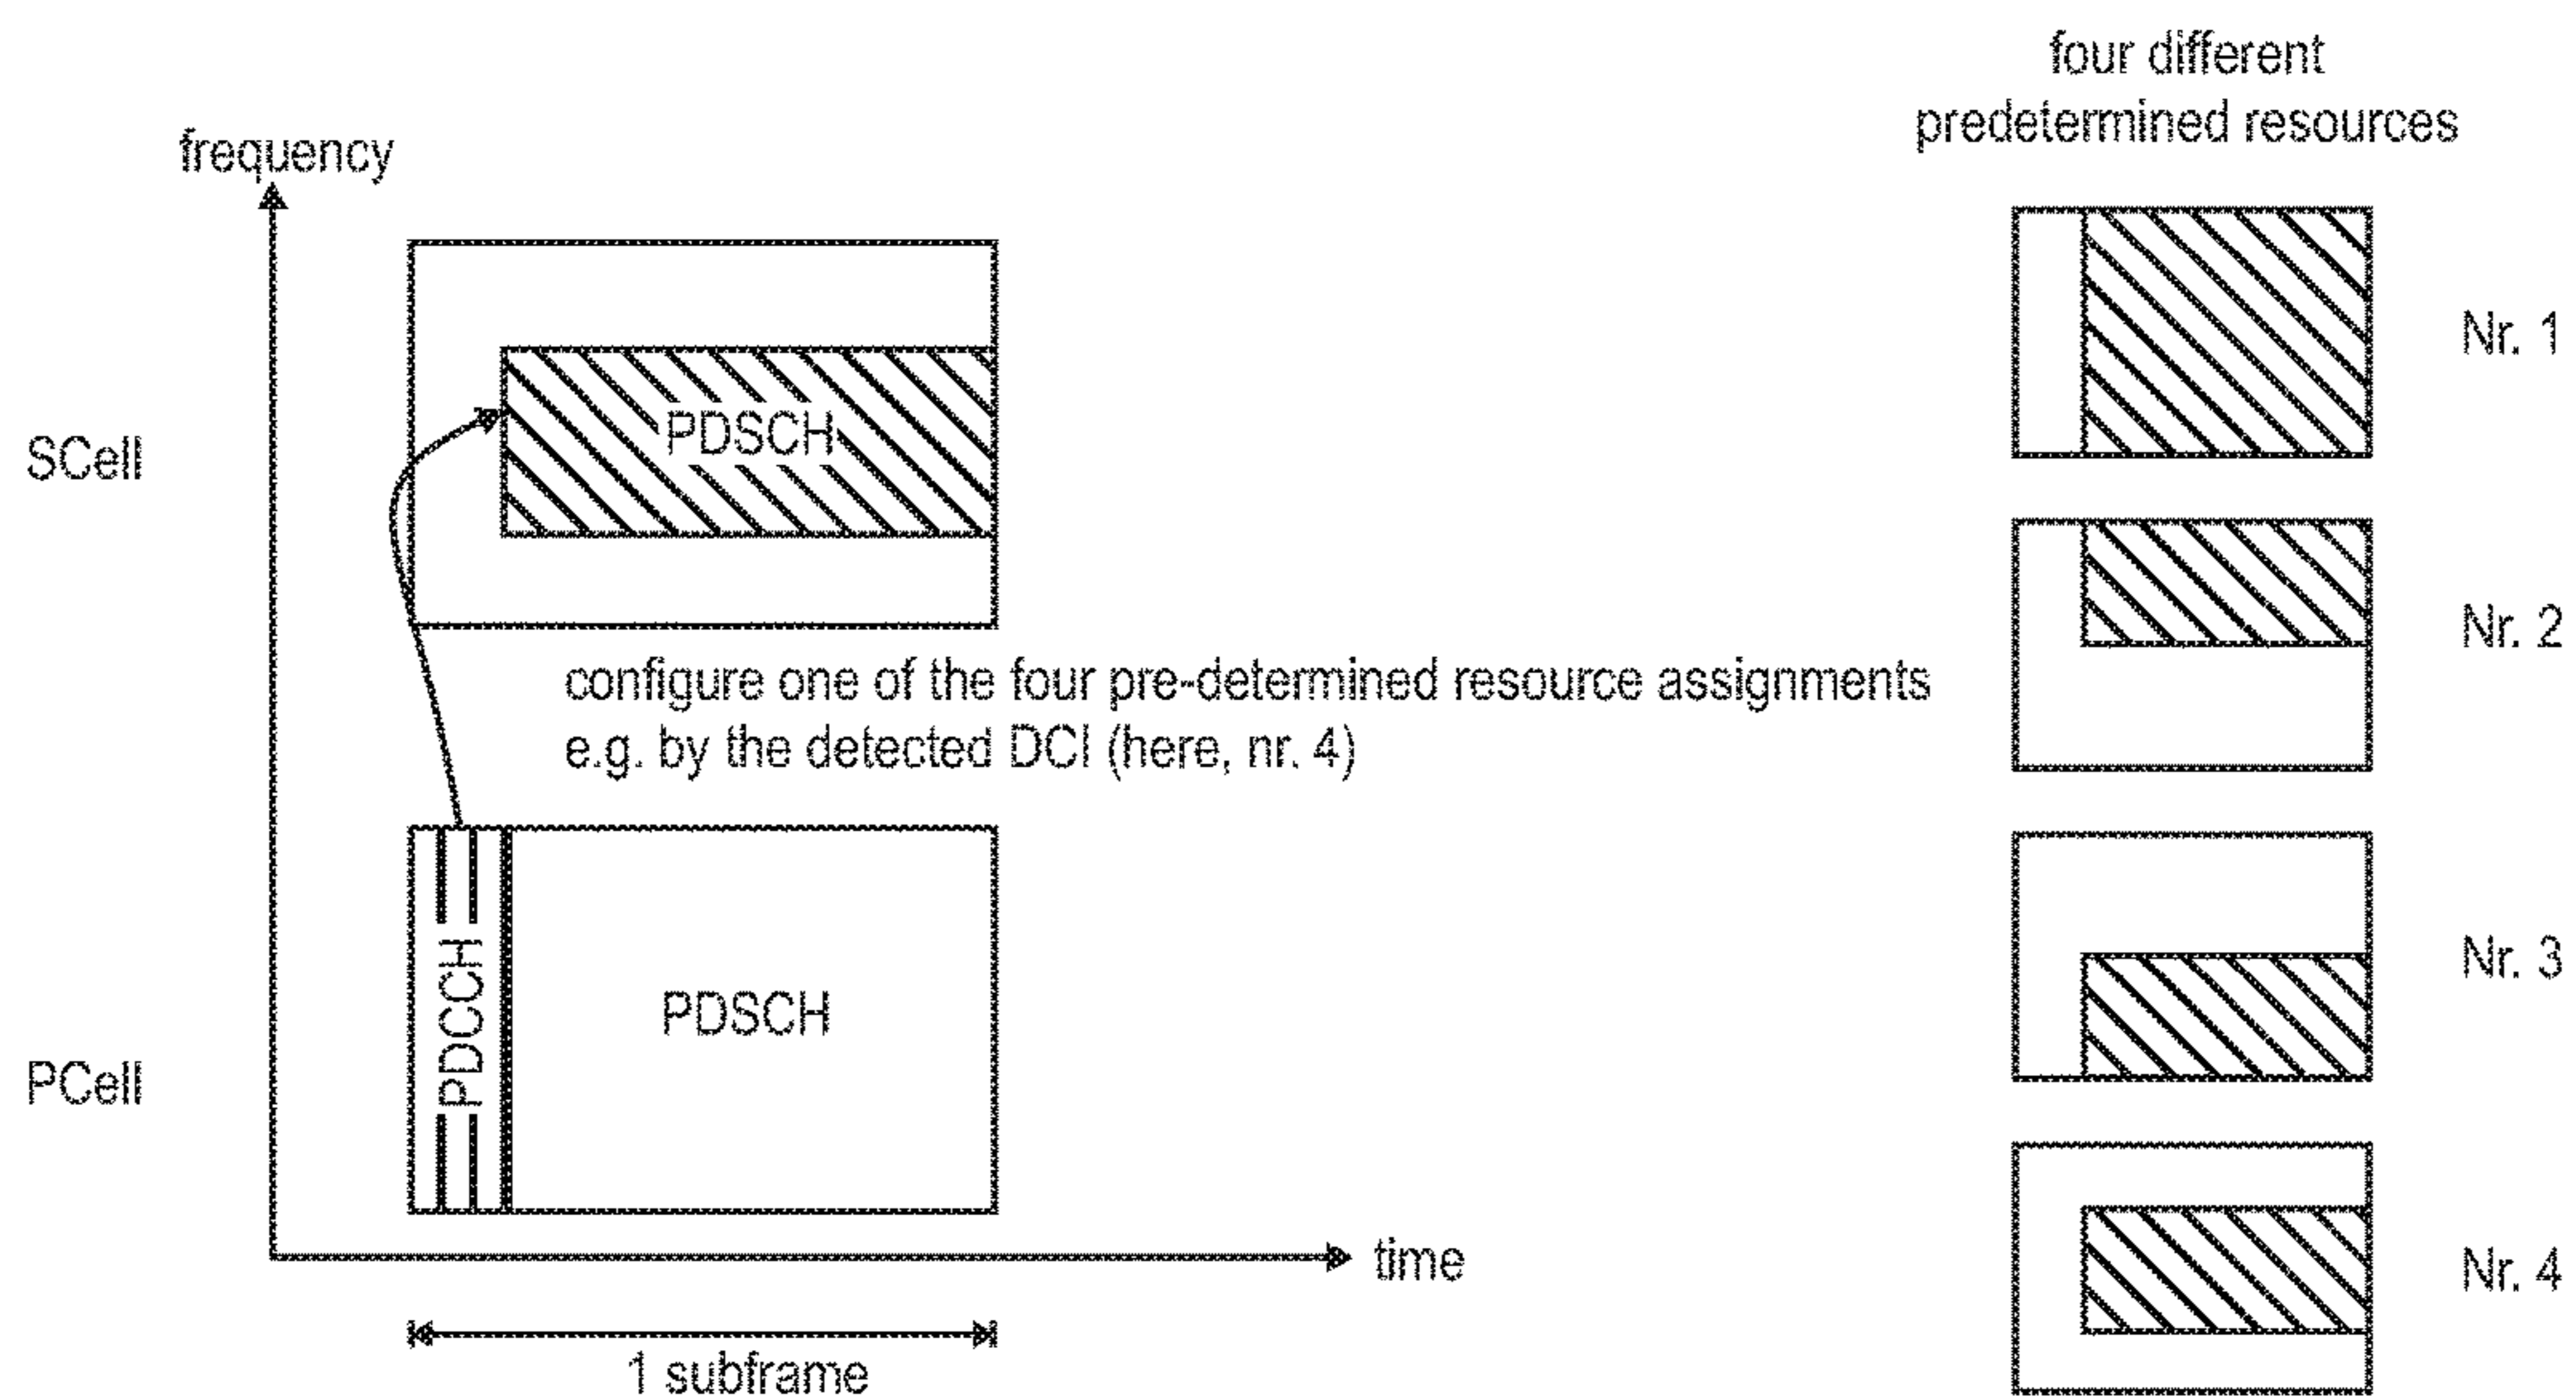 four different
predetermined resources
frequency
SCell
PDSCH
configure one of the four pre-determined resource assignments
e.g. by the detected DCI (here, nr. 4)
PCell
PDCCH
PDSCH
time
1 subframe
Nr. 1
Nr. 2
Nr. 3
Nr. 4